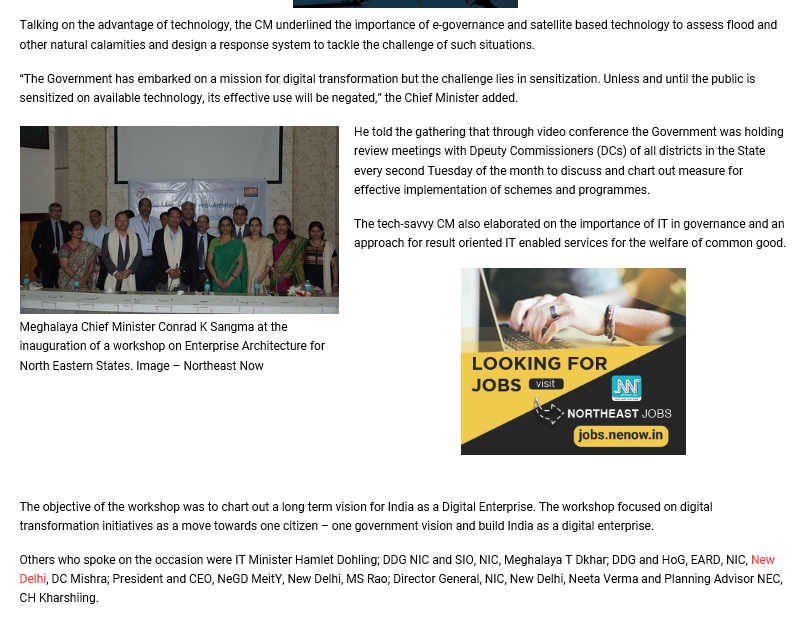 Talking on the advantage of technology, the CM underlined the importance of e-governance and satellite based technology to assess flood and
other natural calamities and design a response system to tackle the challenge of such situations.
“The Government has embarked on a mission for digital transformation but the challenge lies in sensitization. Unless and until the public is
sensitized on available technology, its effective use will be negated,” the Chief Minister added.
He told the gathering that through video conference the Government was holding
review meetings with Dpeuty Commissioners (DCs) of all districts in the State
every second Tuesday of the month to discuss and chart out measure for
effective implementation of schemes and programmes.
The tech-savvy CM also elaborated on the importance of IT in governance and an
approach for result oriented IT enabled services for the welfare of common good.
Meghalaya Chief Minister Conrad K Sangma at the
inauguration of a workshop on Enterprise Architecture for
North Eastern States. Image – Northeast Now
LOOKING FOR
JOBS visit
NORTHEAST JOBS
jobs.nenow.in
The objective of the workshop was to chart out a long term vision for India as a Digital Enterprise. The workshop focused on digital
transformation initiatives as a move towards one citizen – one government vision and build India as a digital enterprise.
Others who spoke on the occasion were IT Minister Hamlet Dohling; DDG NIC and SIO, NIC, Meghalaya T Dkhar; DDG and HoG, EARD, NIC, New
Delhi, DC Mishra; President and CEO, NeGD MeitY, New Delhi, MS Rao; Director General, NIC, New Delhi, Neeta Verma and Planning Advisor NEC,
CH Kharshiing.